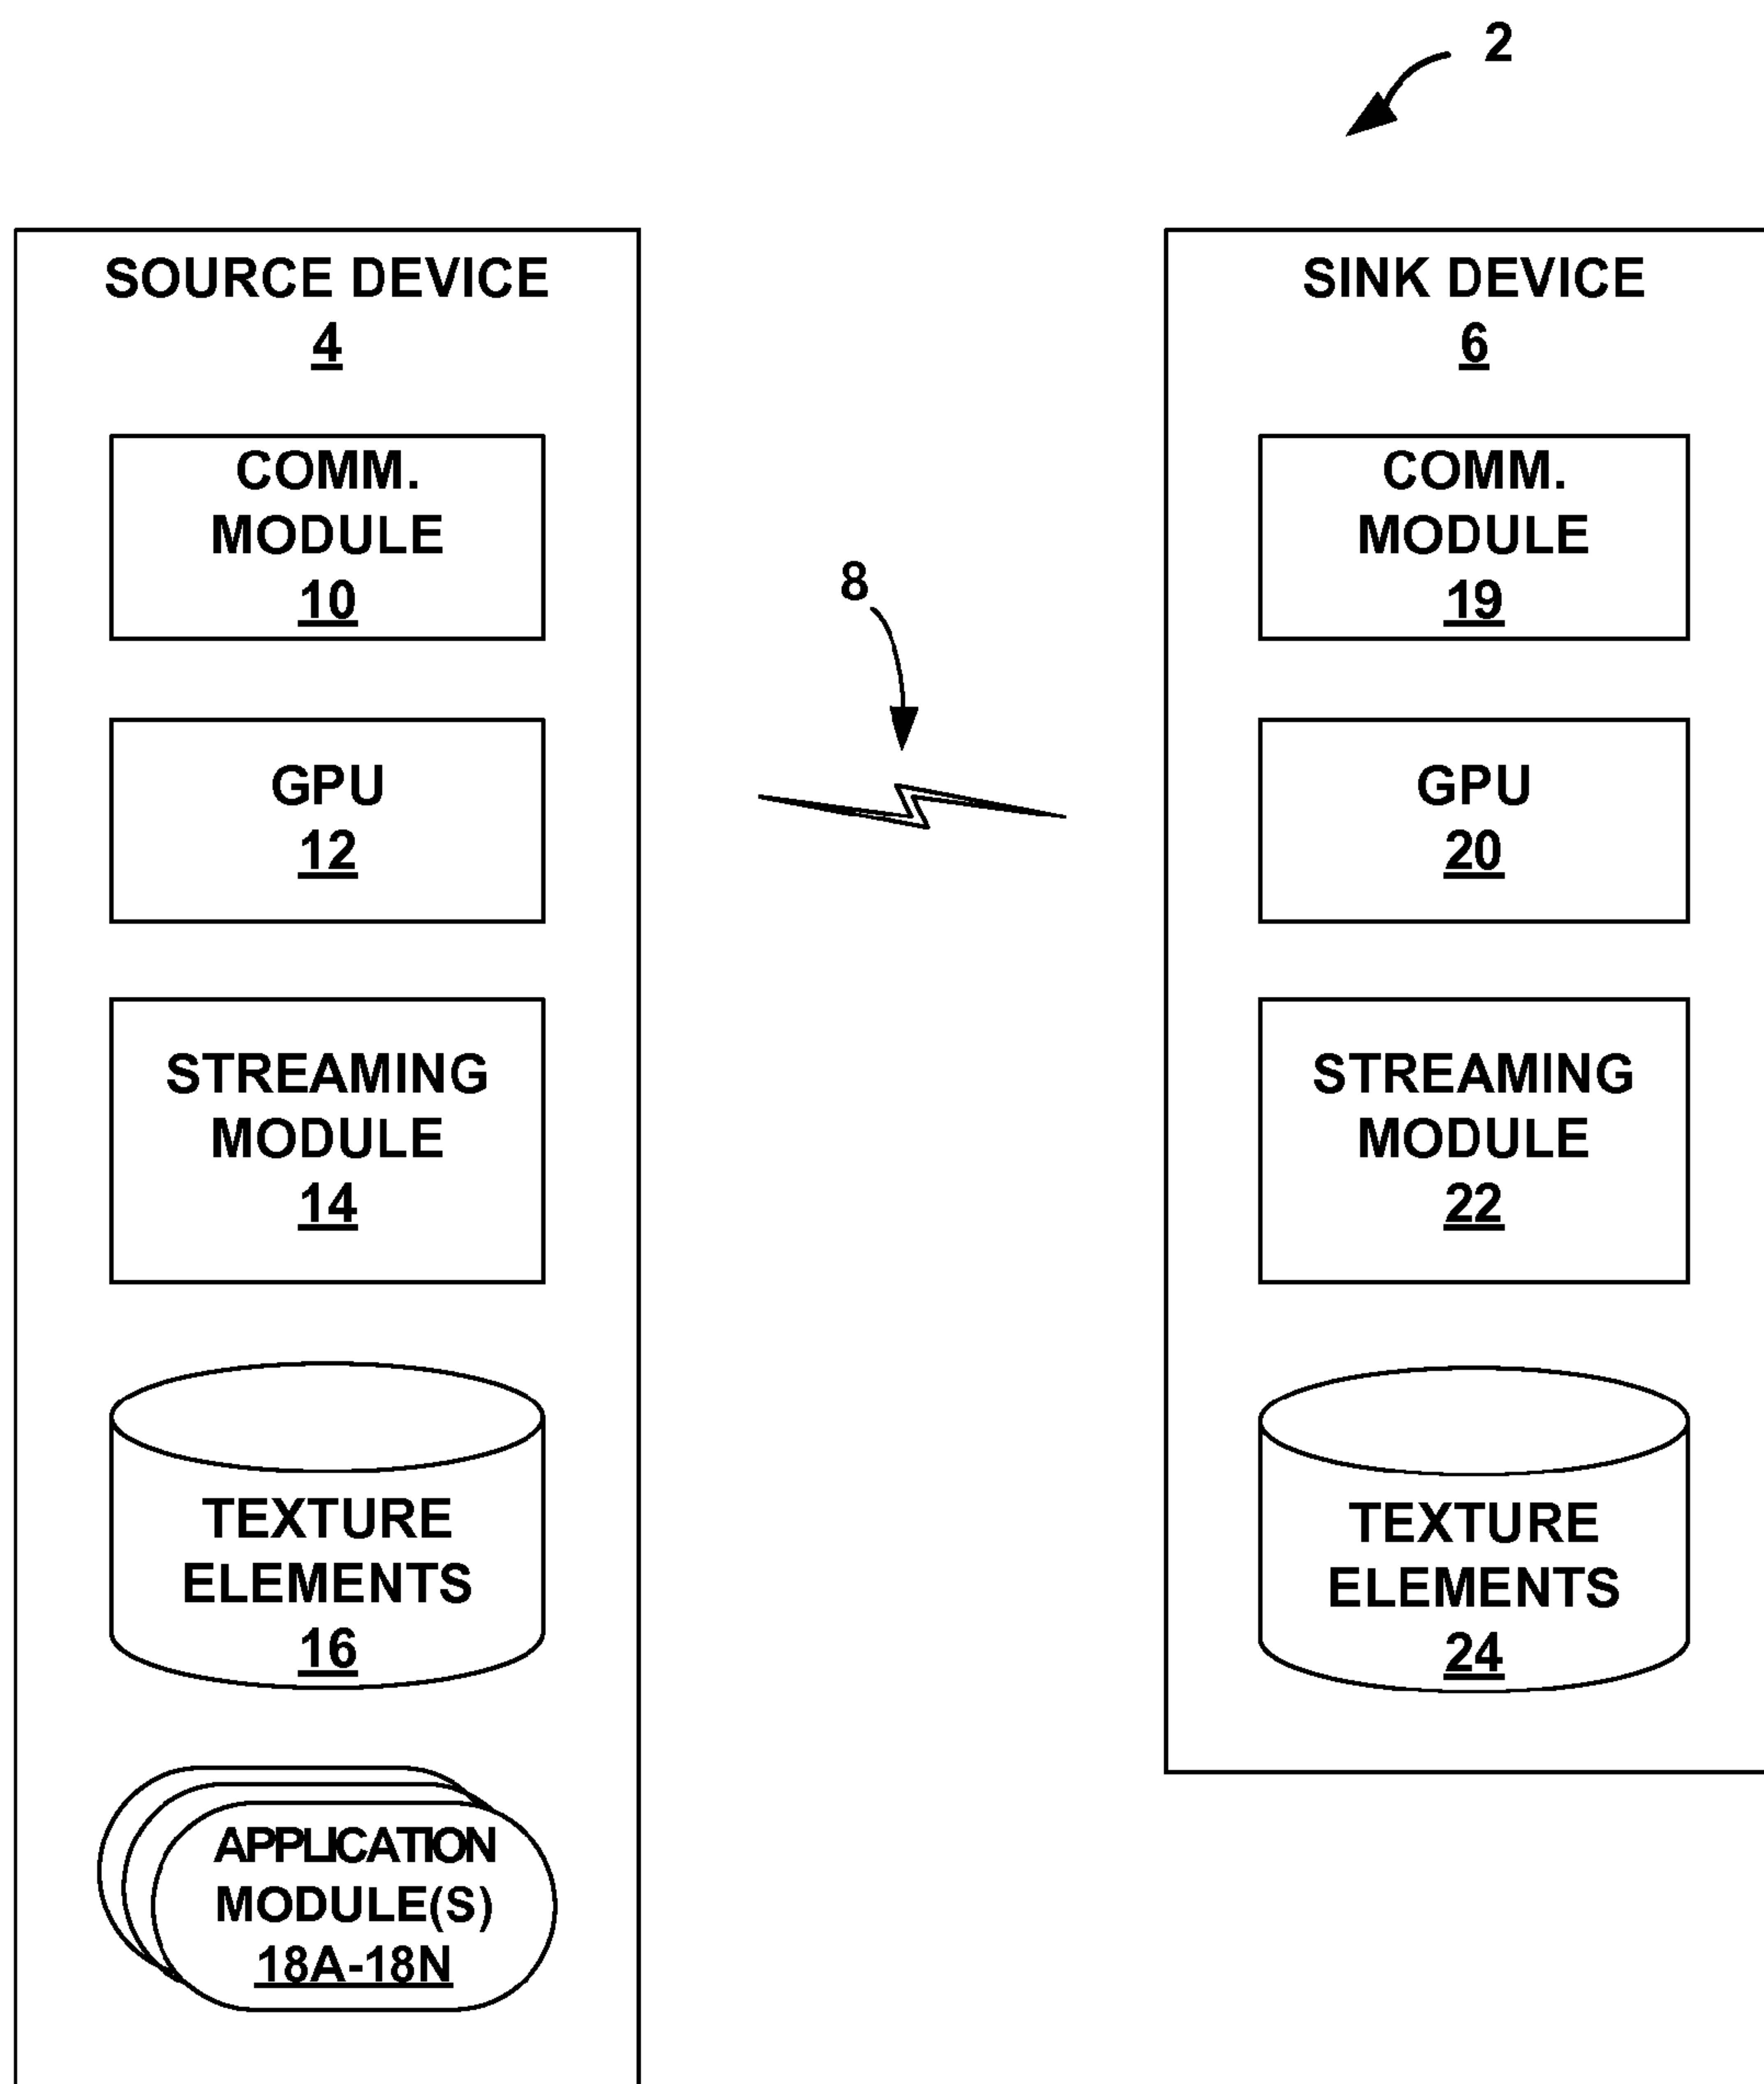 2
SOURCE DEVICE
4
COMM.
MODULE
10
GPU
12
STREAMING
MODULE
14
TEXTURE
ELEMENTS
16
APPLICATION
MODULE(S)
18A-18N
8
SINK DEVICE
6
COMM.
MODULE
19
GPU
20
STREAMING
MODULE
22
TEXTURE
ELEMENTS
24